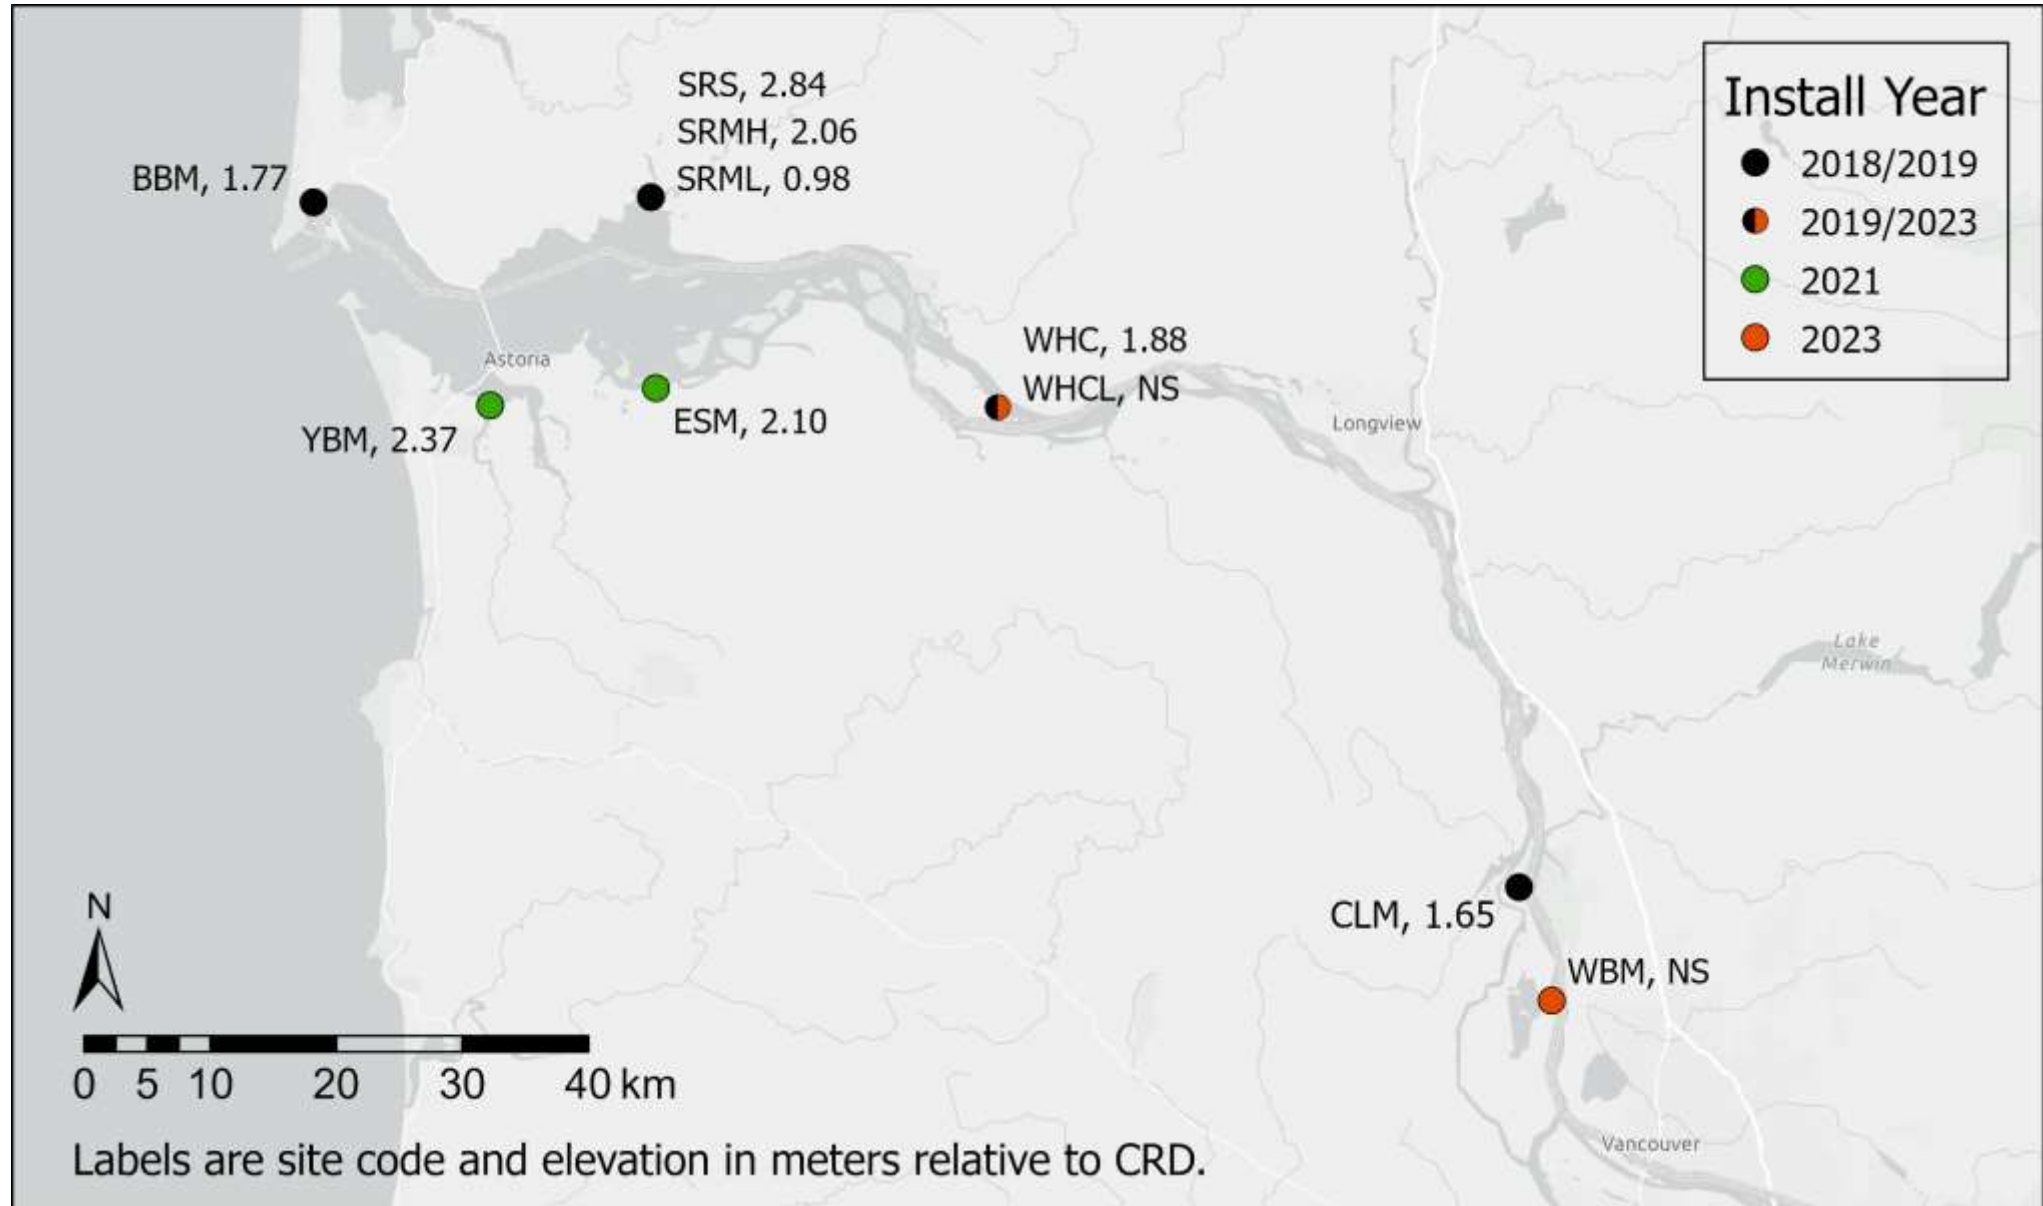 SRS, 2.84
SRMH, 2.06
SRML, 0.98
BBM, 1.77
Install Year
2018/2019
2019/2023
2021
2023
Astoria
YBM, 2.37
ESM, 2.10
WHC, 1.88
WHCL, NS
Longview
Lake
Merwin
CLM, 1.65
WBM, NS
Vancouver
N
0 5 10 20 30 40 km
Labels are site code and elevation in meters relative to CRD.